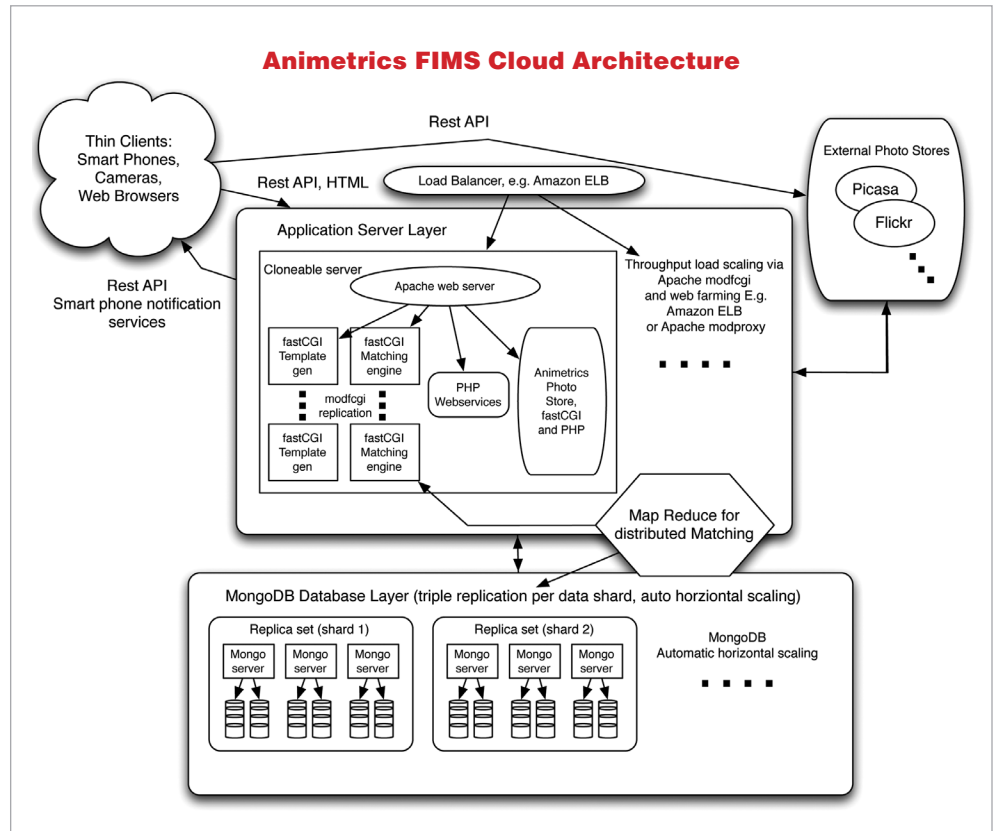 Animetrics FIMS Cloud Architecture
Thin Clients:
Smart Phones,
Cameras,
Web Browsers
Rest API
Rest API, HTML
Load Balancer, e.g. Amazon ELB
External Photo Stores
Picasa
Flickr
Rest API
Smart phone notification
services
Application Server Layer
Cloneable server
Apache web server
Throughput load scaling via
Apache modfcgi
and web farming E.g.
Amazon ELB
or Apache modproxy
fastCGI
Template
gen
fastCGI
Matching
engine
modfcgi
replication
fastCGI
Template
gen
fastCGI
Matching
engine
PHP
Webservices
Animetrics
Photo
Store,
fastCGI
and PHP
Map Reduce for
distributed Matching
MongoDB Database Layer (triple replication per data shard, auto horziontal scaling)
Replica set (shard 1)
Mongo
server
Mongo
server
Mongo
server
Replica set (shard 2)
Mongo
server
Mongo
server
Mongo
server
MongoDB
Automatic horizontal scaling